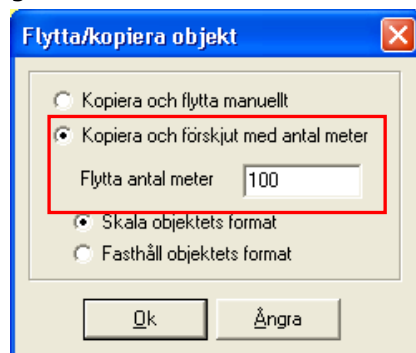 Flytta/kopiera objekt
Kopiera och flytta manuellt
Kopiera och förskjut med antal meter
Flytta antal meter 100
Skala objektets format
Fasthåll objektets format
Ok Ångra